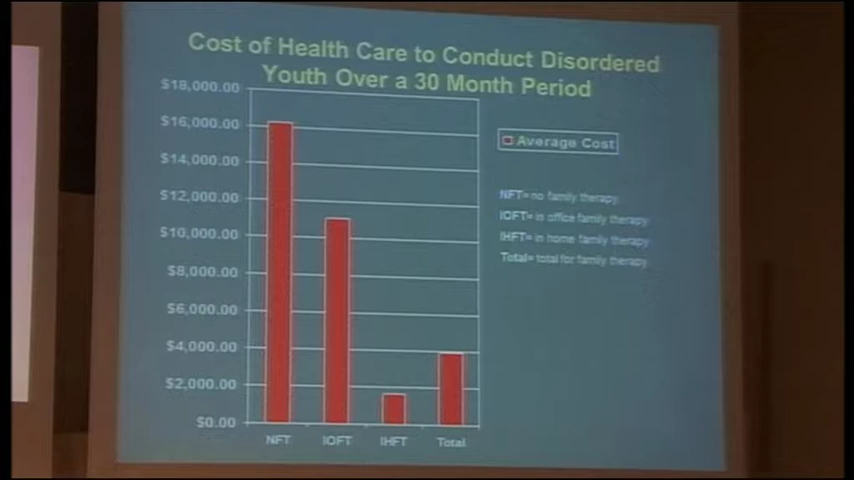 Cost of Health Care to Conduct Disordered
Youth Over a 30 Month Period
$18,000.00
$16,000.00
$14,000.00
$12,000.00
$10,000.00
$8,000.00
$6,000.00
$4,000.00
$2,000.00
$0.00
NFT IOFT IHFT Total
Average Cost
NFT= no family therapy
IOFT= in office family therapy
IHFT= in home family therapy
Total= total for family therapy